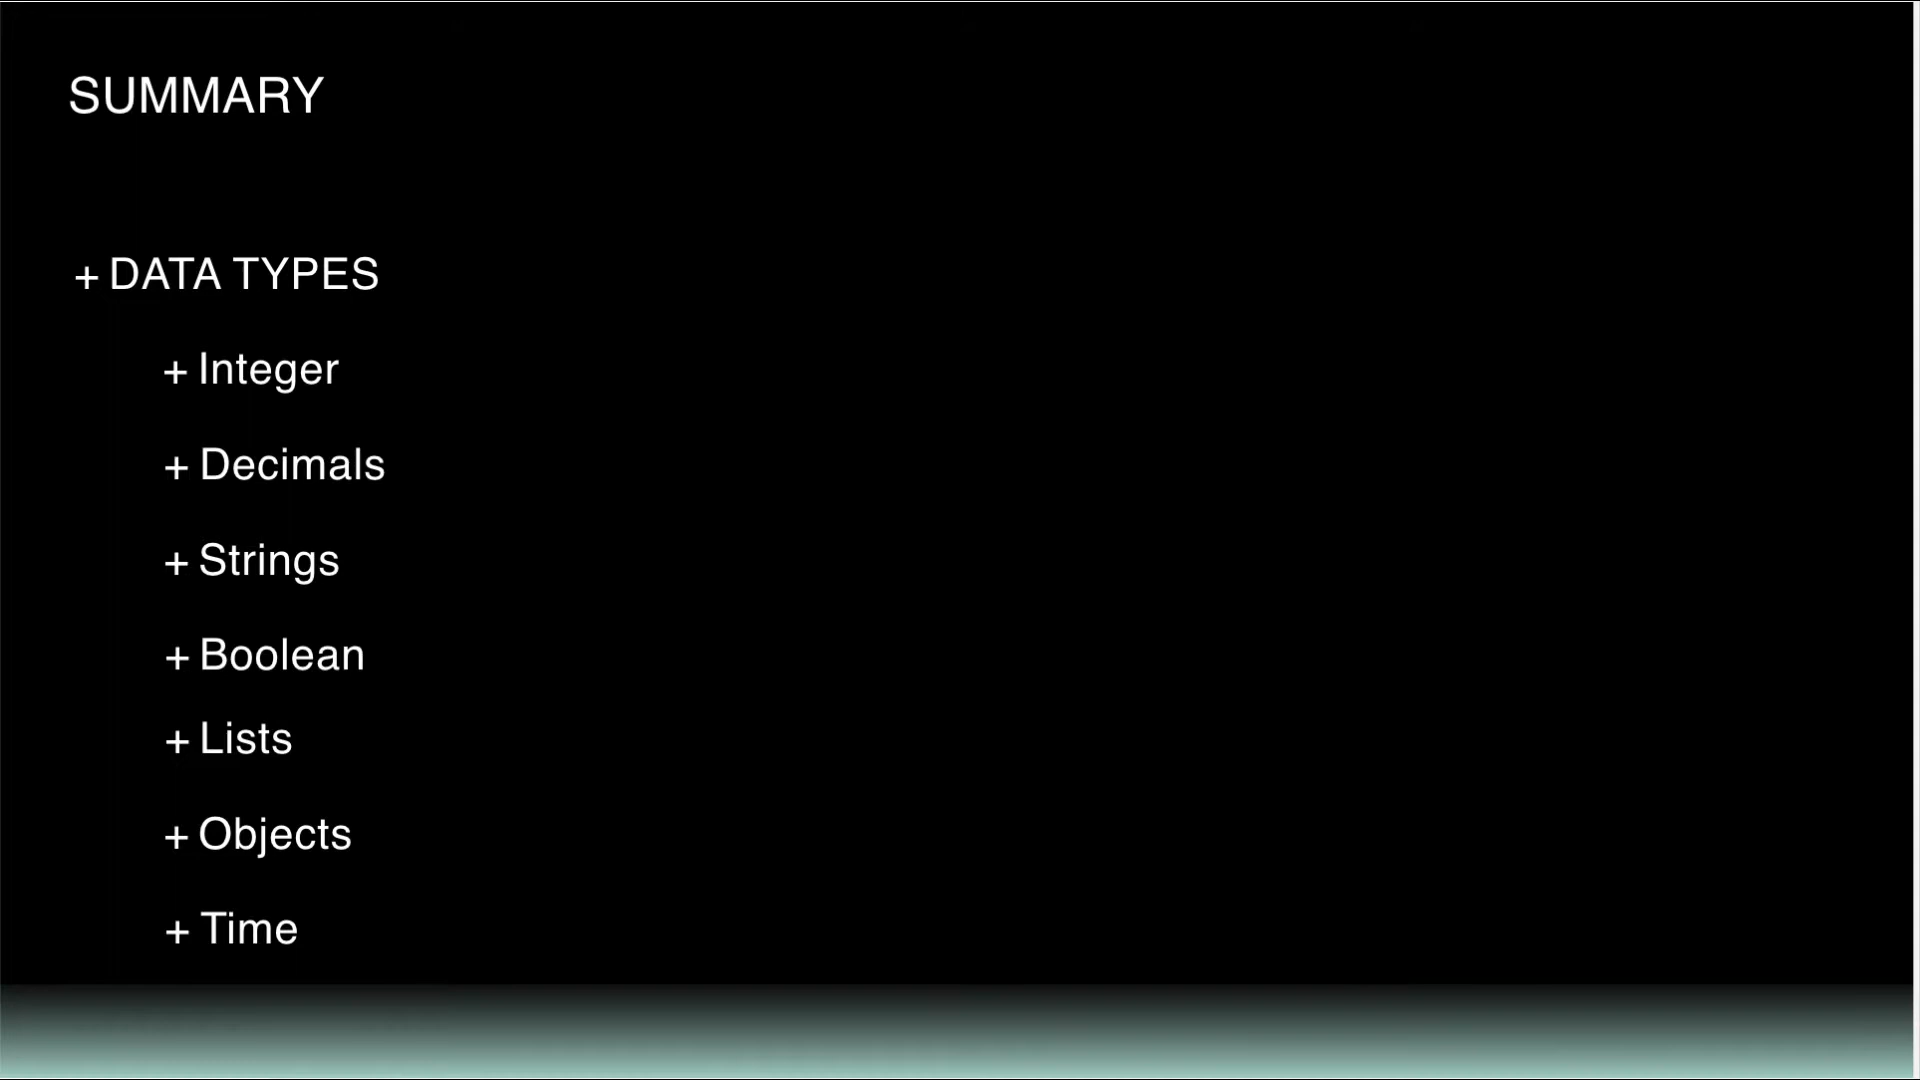 SUMMARY
+ DATA TYPES
+ Integer
+ Decimals
+ Strings
+ Boolean
+ Lists
+ Objects
+ Time